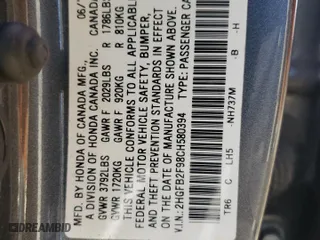 MFD. BY HONDA OF CANADA MFG., 06/
A DIVISION OF HONDA CANADA INC. CANADA
GVWR 3792LBS GAWR F 2029LBS R 1786LBS
GVWR 1720KG GAWR F 920KG R 810KG
THIS VEHICLE CONFORMS TO ALL APPLICABLE
FEDERAL MOTOR VEHICLE SAFETY, BUMPER,
AND THEFT PREVENTION STANDARDS IN EFFECT
ON THE DATE OF MANUFACTURE SHOWN ABOVE.
V.I.N.: 2HGFB2F98CH580394 TYPE: PASSENGER CA
TR6 C LH5 -NH737M -B -H
DREAMBID